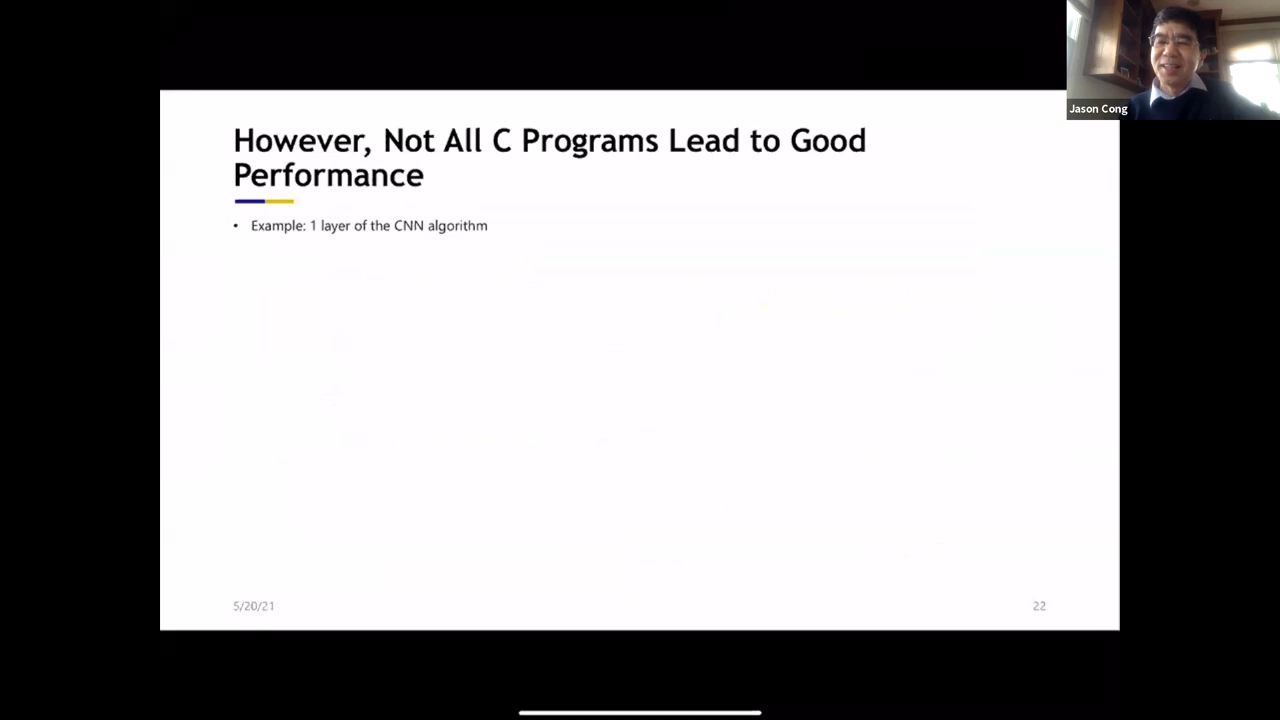 Jason Cong
However, Not All C Programs Lead to Good
Performance
• Example: 1 layer of the CNN algorithm
5/20/21
22